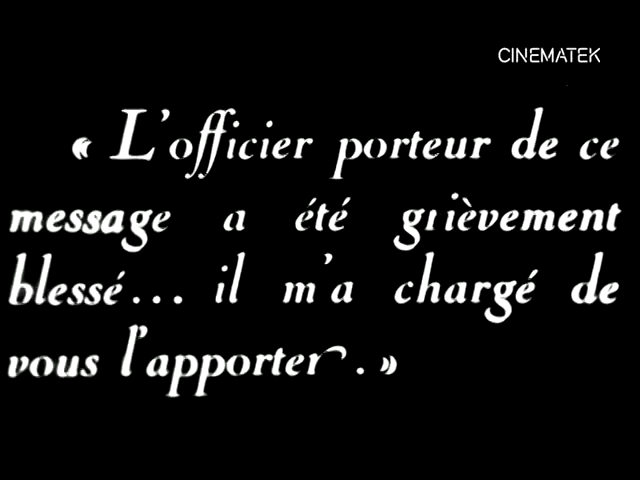 CINEMATEK
« L'officier porteur de ce
message a été grièvement
blessé... il m'a chargé de
vous l'apporter. »